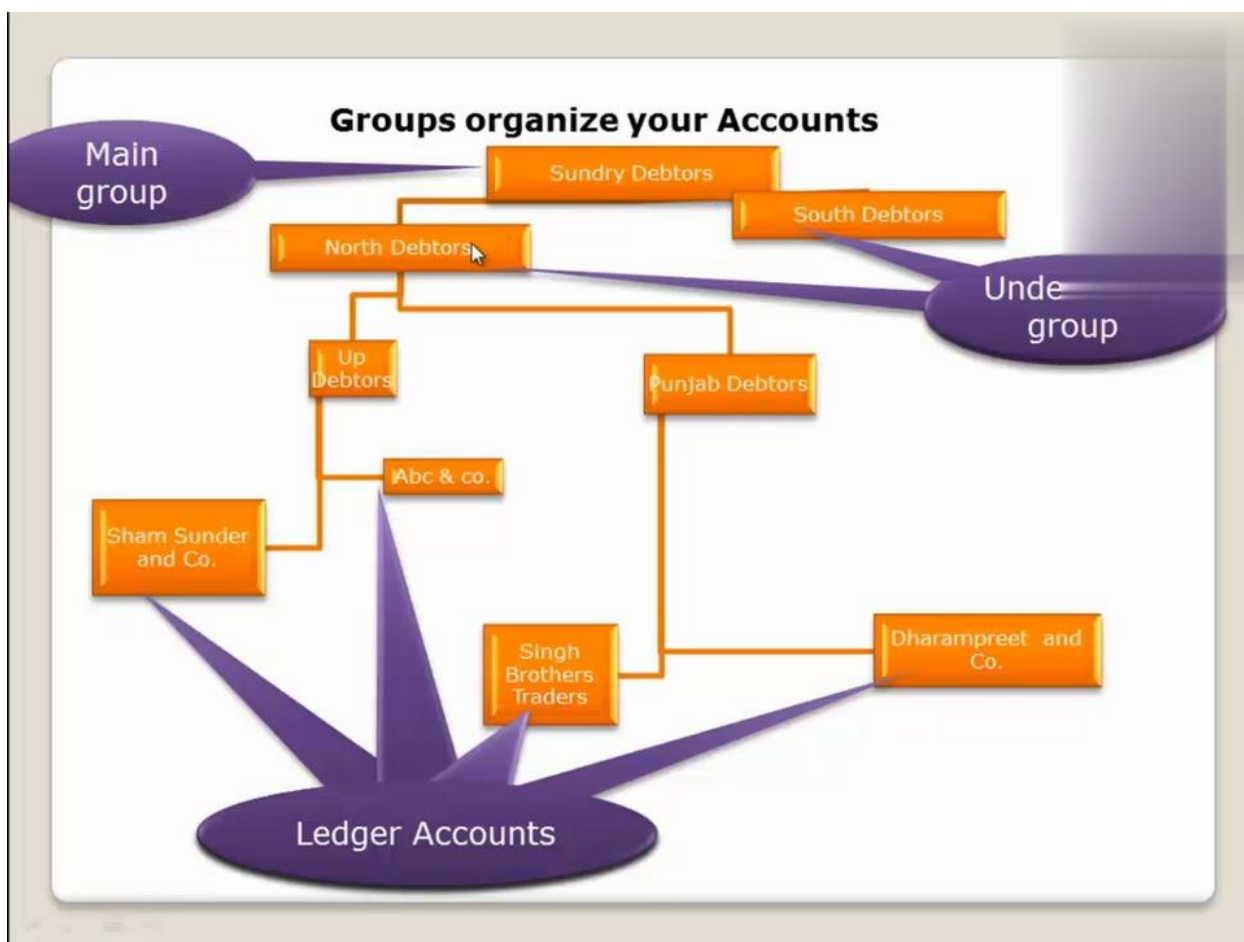 Groups organize your Accounts
Main
group
Sundry Debtors
South Debtors
North Debtors
Unde
group
Up
Debtors
Punjab Debtors
Abc & co.
Sham Sunder
and Co.
Singh
Brothers
Traders
Dharampreet and
Co.
Ledger Accounts